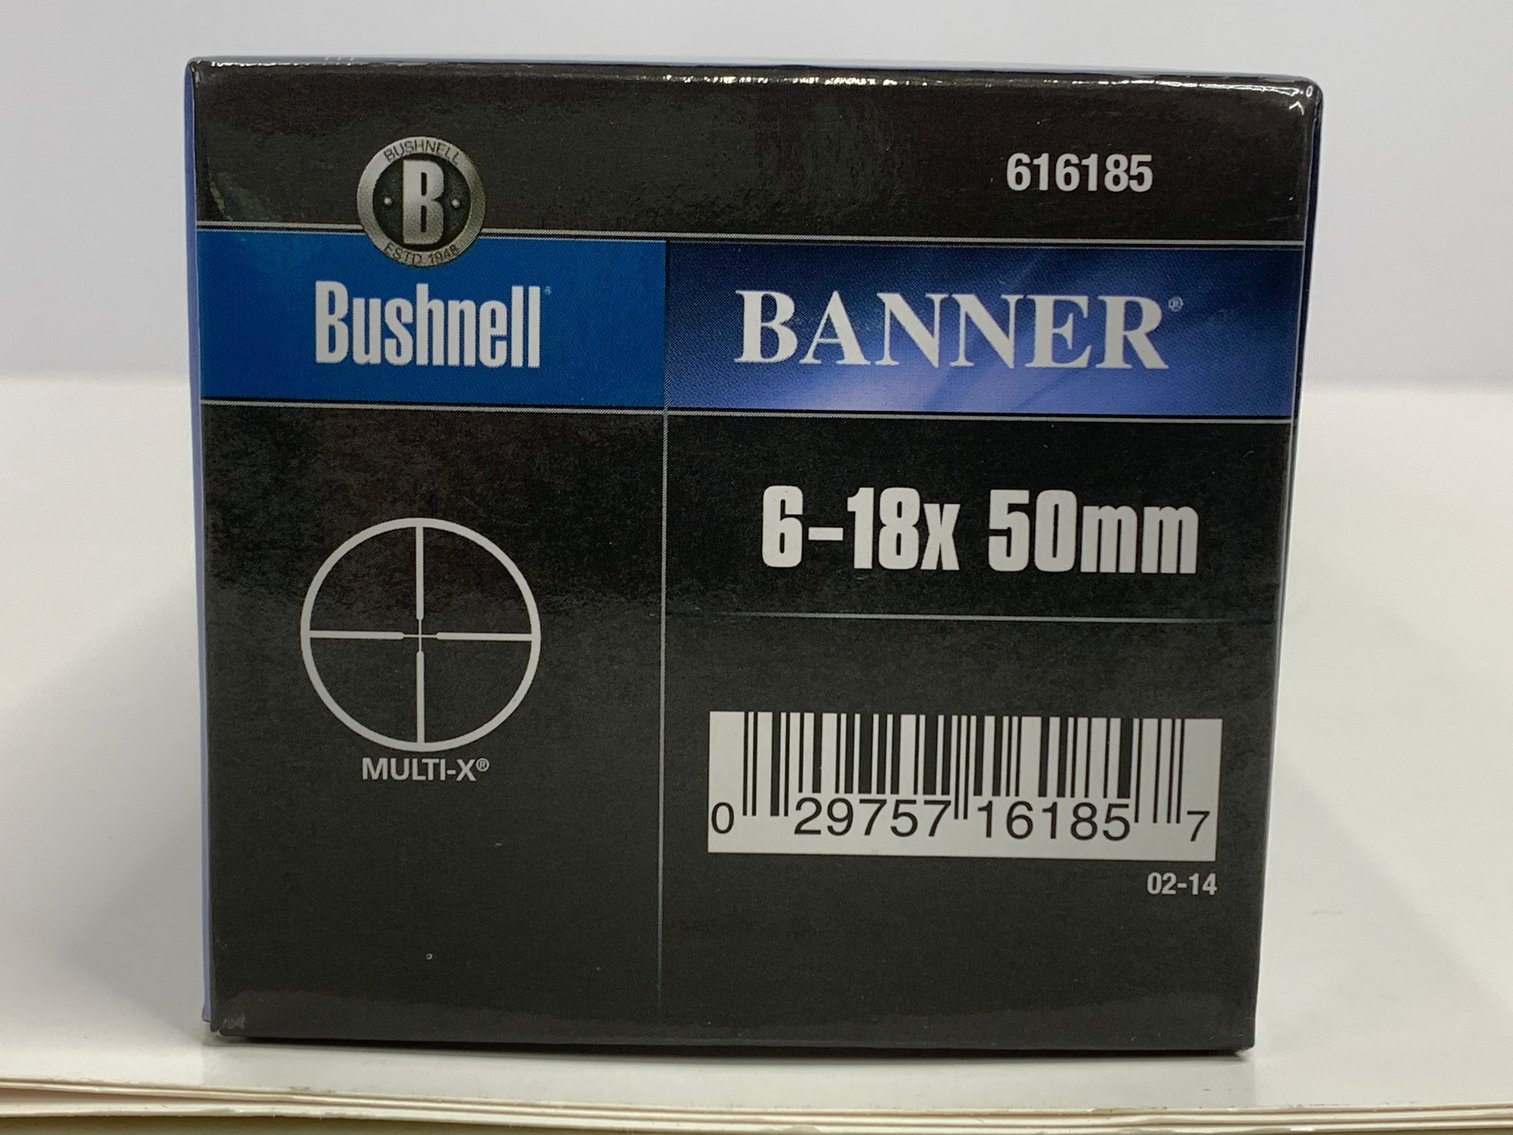 BUSHNELL
B
ESTD. 1948
616185
Bushnell®
BANNER®
6-18x 50mm
MULTI-X®
0 29757 16185 7
02-14